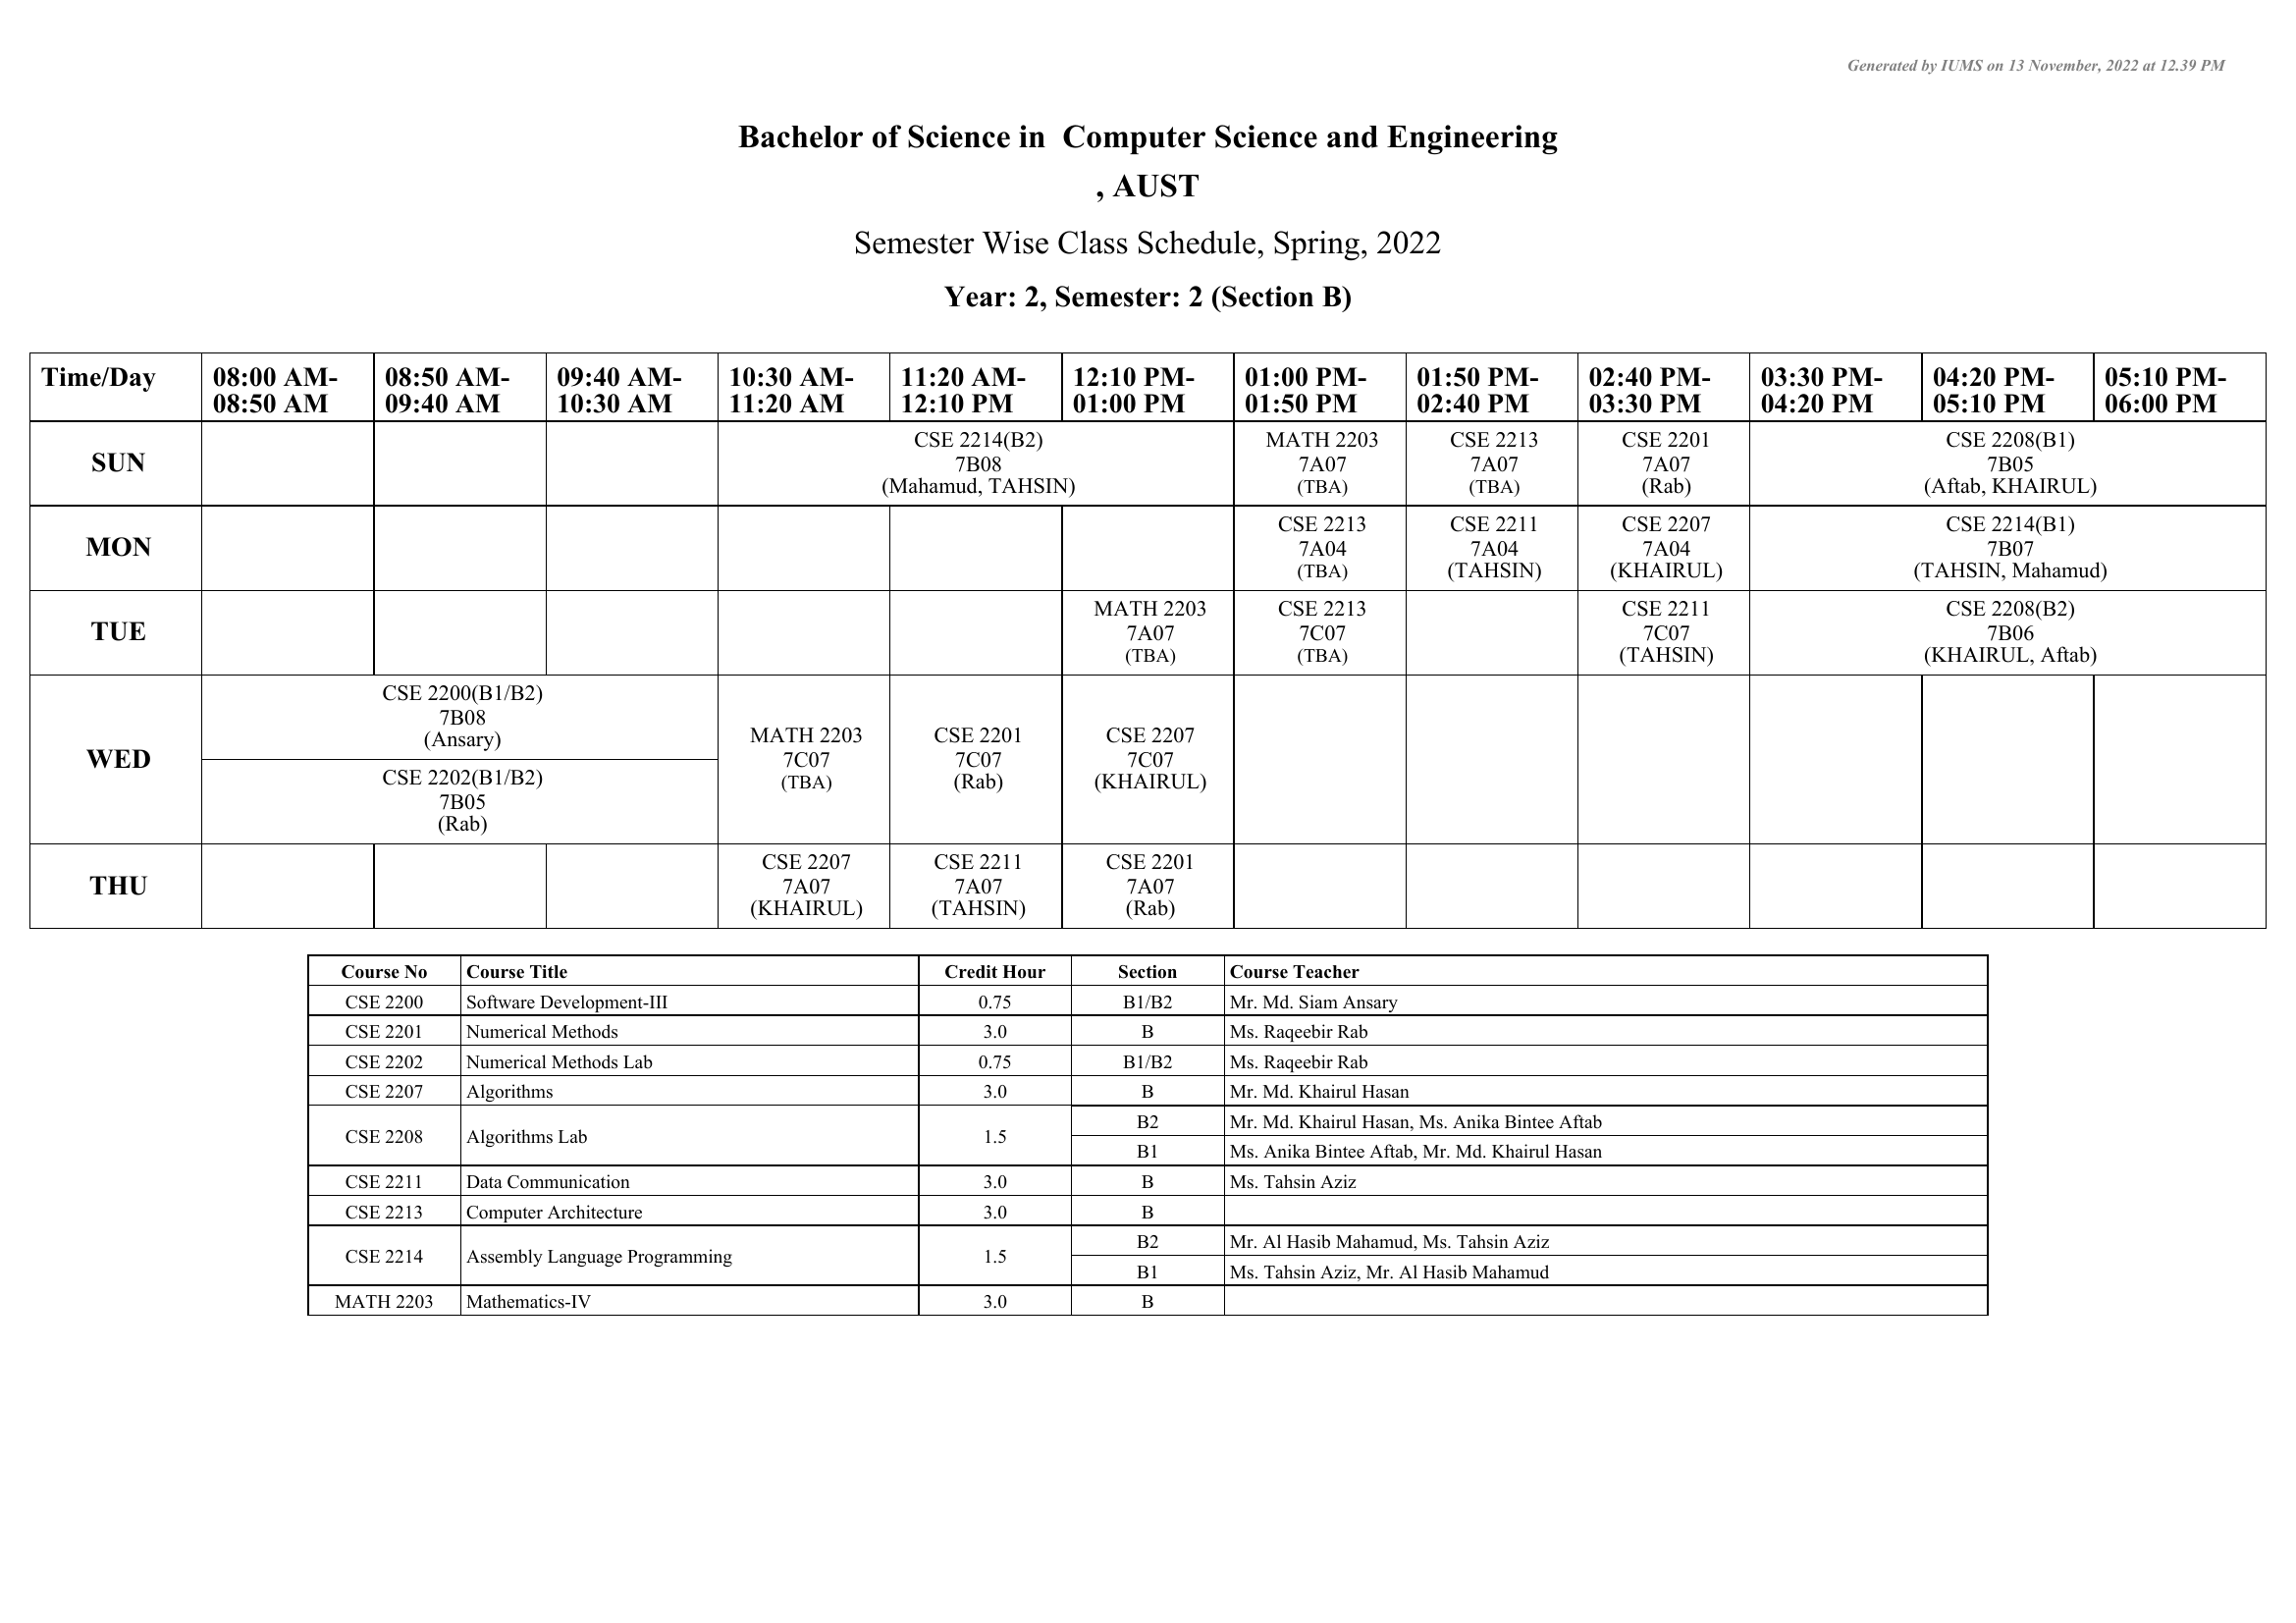 Generated by IUMS on 13 November, 2022 at 12.39 PM
Bachelor of Science in  Computer Science and Engineering
, AUST
Semester Wise Class Schedule, Spring, 2022
Year: 2, Semester: 2 (Section B)
Time/Day 08:00 AM- 08:50 AM- 09:40 AM- 10:30 AM- 11:20 AM- 12:10 PM- 01:00 PM- 01:50 PM- 02:40 PM- 03:30 PM- 04:20 PM- 05:10 PM-
08:50 AM 09:40 AM 10:30 AM 11:20 AM 12:10 PM 01:00 PM 01:50 PM 02:40 PM 03:30 PM 04:20 PM 05:10 PM 06:00 PM
SUN
CSE 2214(B2)
7B08
(Mahamud, TAHSIN)
MATH 2203
7A07
(TBA)
CSE 2213
7A07
(TBA)
CSE 2201
7A07
(Rab)
CSE 2208(B1)
7B05
(Aftab, KHAIRUL)
MON
CSE 2213
7A04
(TBA)
CSE 2211
7A04
(TAHSIN)
CSE 2207
7A04
(KHAIRUL)
CSE 2214(B1)
7B07
(TAHSIN, Mahamud)
TUE
MATH 2203
7A07
(TBA)
CSE 2213
7C07
(TBA)
CSE 2211
7C07
(TAHSIN)
CSE 2208(B2)
7B06
(KHAIRUL, Aftab)
WED
CSE 2200(B1/B2)
7B08
(Ansary)
CSE 2202(B1/B2)
7B05
(Rab)
MATH 2203
7C07
(TBA)
CSE 2201
7C07
(Rab)
CSE 2207
7C07
(KHAIRUL)
THU
CSE 2207
7A07
(KHAIRUL)
CSE 2211
7A07
(TAHSIN)
CSE 2201
7A07
(Rab)
Course No Course Title Credit Hour Section Course Teacher
CSE 2200 Software Development-III 0.75 B1/B2 Mr. Md. Siam Ansary
CSE 2201 Numerical Methods 3.0 B Ms. Raqeebir Rab
CSE 2202 Numerical Methods Lab 0.75 B1/B2 Ms. Raqeebir Rab
CSE 2207 Algorithms 3.0 B Mr. Md. Khairul Hasan
CSE 2208 Algorithms Lab 1.5 B2 Mr. Md. Khairul Hasan, Ms. Anika Bintee Aftab
B1 Ms. Anika Bintee Aftab, Mr. Md. Khairul Hasan
CSE 2211 Data Communication 3.0 B Ms. Tahsin Aziz
CSE 2213 Computer Architecture 3.0 B
CSE 2214 Assembly Language Programming 1.5 B2 Mr. Al Hasib Mahamud, Ms. Tahsin Aziz
B1 Ms. Tahsin Aziz, Mr. Al Hasib Mahamud
MATH 2203 Mathematics-IV 3.0 B